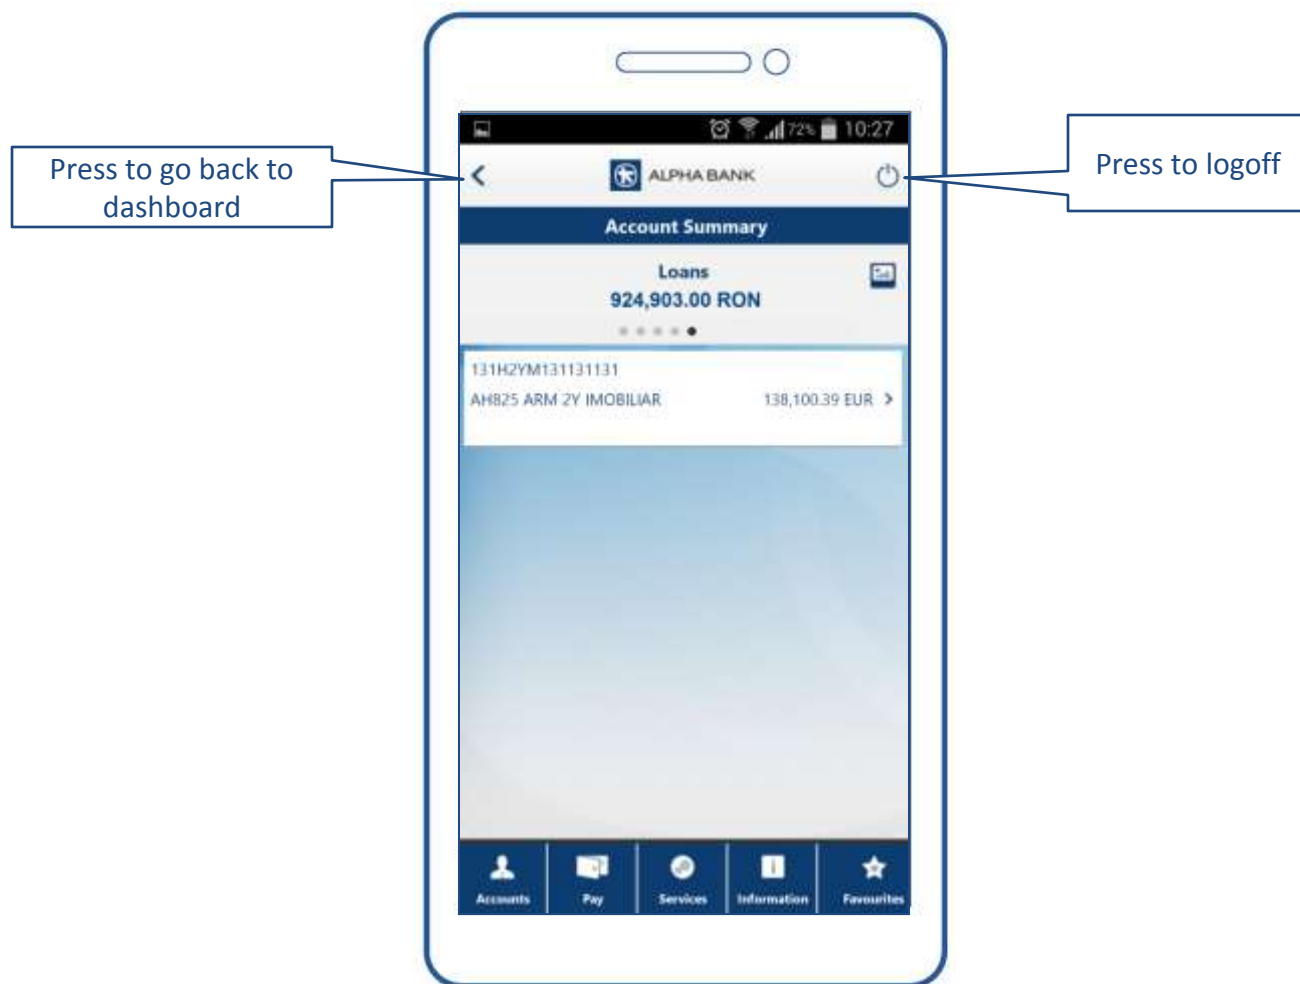 72% 10:27
Press to go back to
dashboard
ALPHA BANK
Press to logoff
Account Summary
Loans
924,903.00 RON
131H2YM131131131
AH825 ARM 2Y IMOBILIAR 138,100.39 EUR
Accounts Pay Services Information Favourites